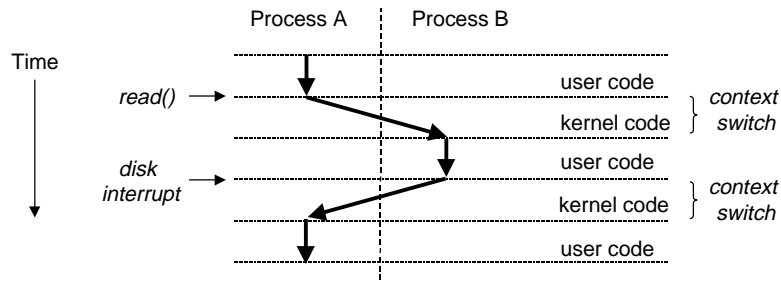 Process A
Process B
Time
user code
read()
context
switch
kernel code
user code
disk
interrupt
context
switch
kernel code
user code